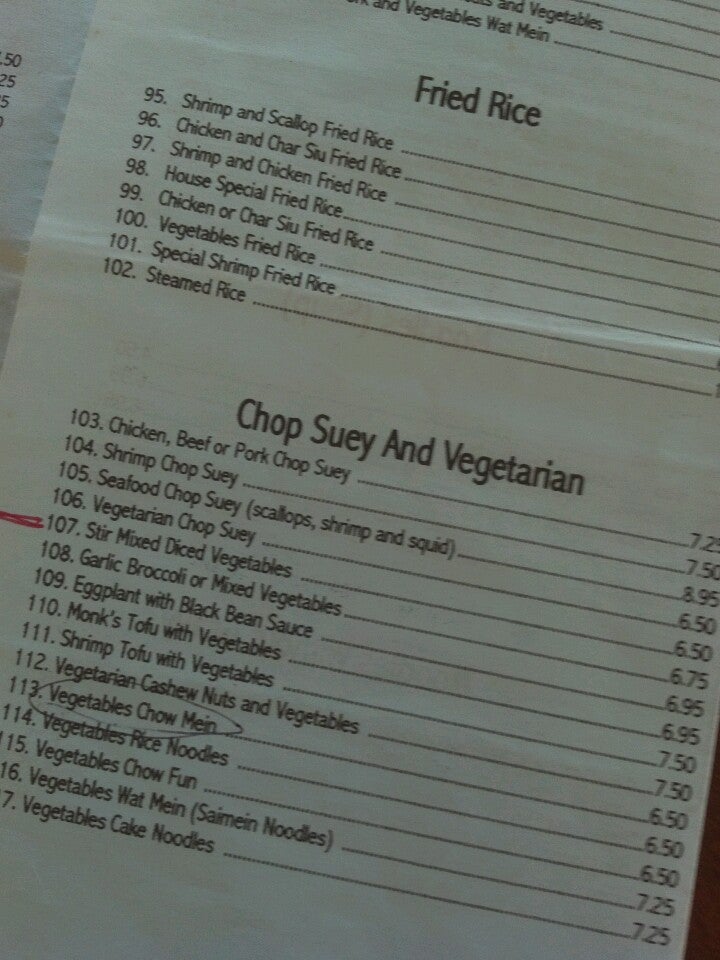 and Vegetables
and Vegetables Wat Mein
.50
25
Fried Rice
95. Shrimp and Scallop Fried Rice
96. Chicken and Char Siu Fried Rice
97. Shrimp and Chicken Fried Rice
98. House Special Fried Rice
99. Chicken or Char Siu Fried Rice
100. Vegetables Fried Rice
101. Special Shrimp Fried Rice
102. Steamed Rice
Chop Suey And Vegetarian
103. Chicken, Beef or Pork Chop Suey 7.25
104. Shrimp Chop Suey 7.50
105. Seafood Chop Suey (scallops, shrimp and squid) 8.95
106. Vegetarian Chop Suey 6.50
107. Stir Mixed Diced Vegetables 6.50
108. Garlic Broccoli or Mixed Vegetables 6.75
109. Eggplant with Black Bean Sauce 6.95
110. Monk's Tofu with Vegetables 6.95
111. Shrimp Tofu with Vegetables 7.50
112. Vegetarian Cashew Nuts and Vegetables 7.50
113. Vegetables Chow Mein 6.50
114. Vegetables Rice Noodles 6.50
115. Vegetables Chow Fun 6.50
16. Vegetables Wat Mein (Saimein Noodles) 7.25
7. Vegetables Cake Noodles 7.25